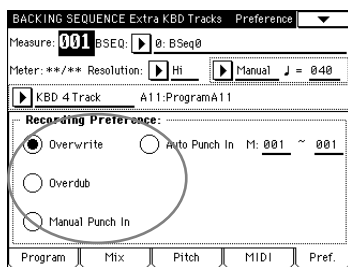 BACKING SEQUENCE Extra KBD Tracks Preference
Measure: 001 BSEQ: 0: BSeq0
Meter: **/** Resolution: Hi Manual ♩ = 040
KBD 4 Track A11:ProgramA11
Recording Preference:
Overwrite Auto Punch In M: 001 ~ 001
Overdub
Manual Punch In
Program Mix Pitch MIDI Pref.